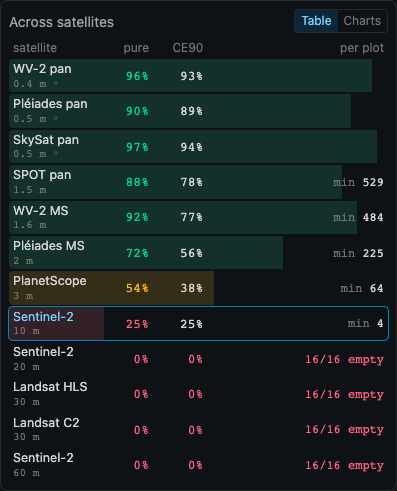 Across satellites Table Charts
satellite pure CE90 per plot
WV-2 pan 96% 93%
0.4 m ▫
Pléiades pan 90% 89%
0.5 m ▫
SkySat pan 97% 94%
0.5 m ▫
SPOT pan 88% 78% min 529
1.5 m
WV-2 MS 92% 77% min 484
1.6 m
Pléiades MS 72% 56% min 225
2 m
PlanetScope 54% 38% min 64
3 m
Sentinel-2 25% 25% min 4
10 m
Sentinel-2 0% 0% 16/16 empty
20 m
Landsat HLS 0% 0% 16/16 empty
30 m
Landsat C2 0% 0% 16/16 empty
30 m
Sentinel-2 0% 0% 16/16 empty
60 m